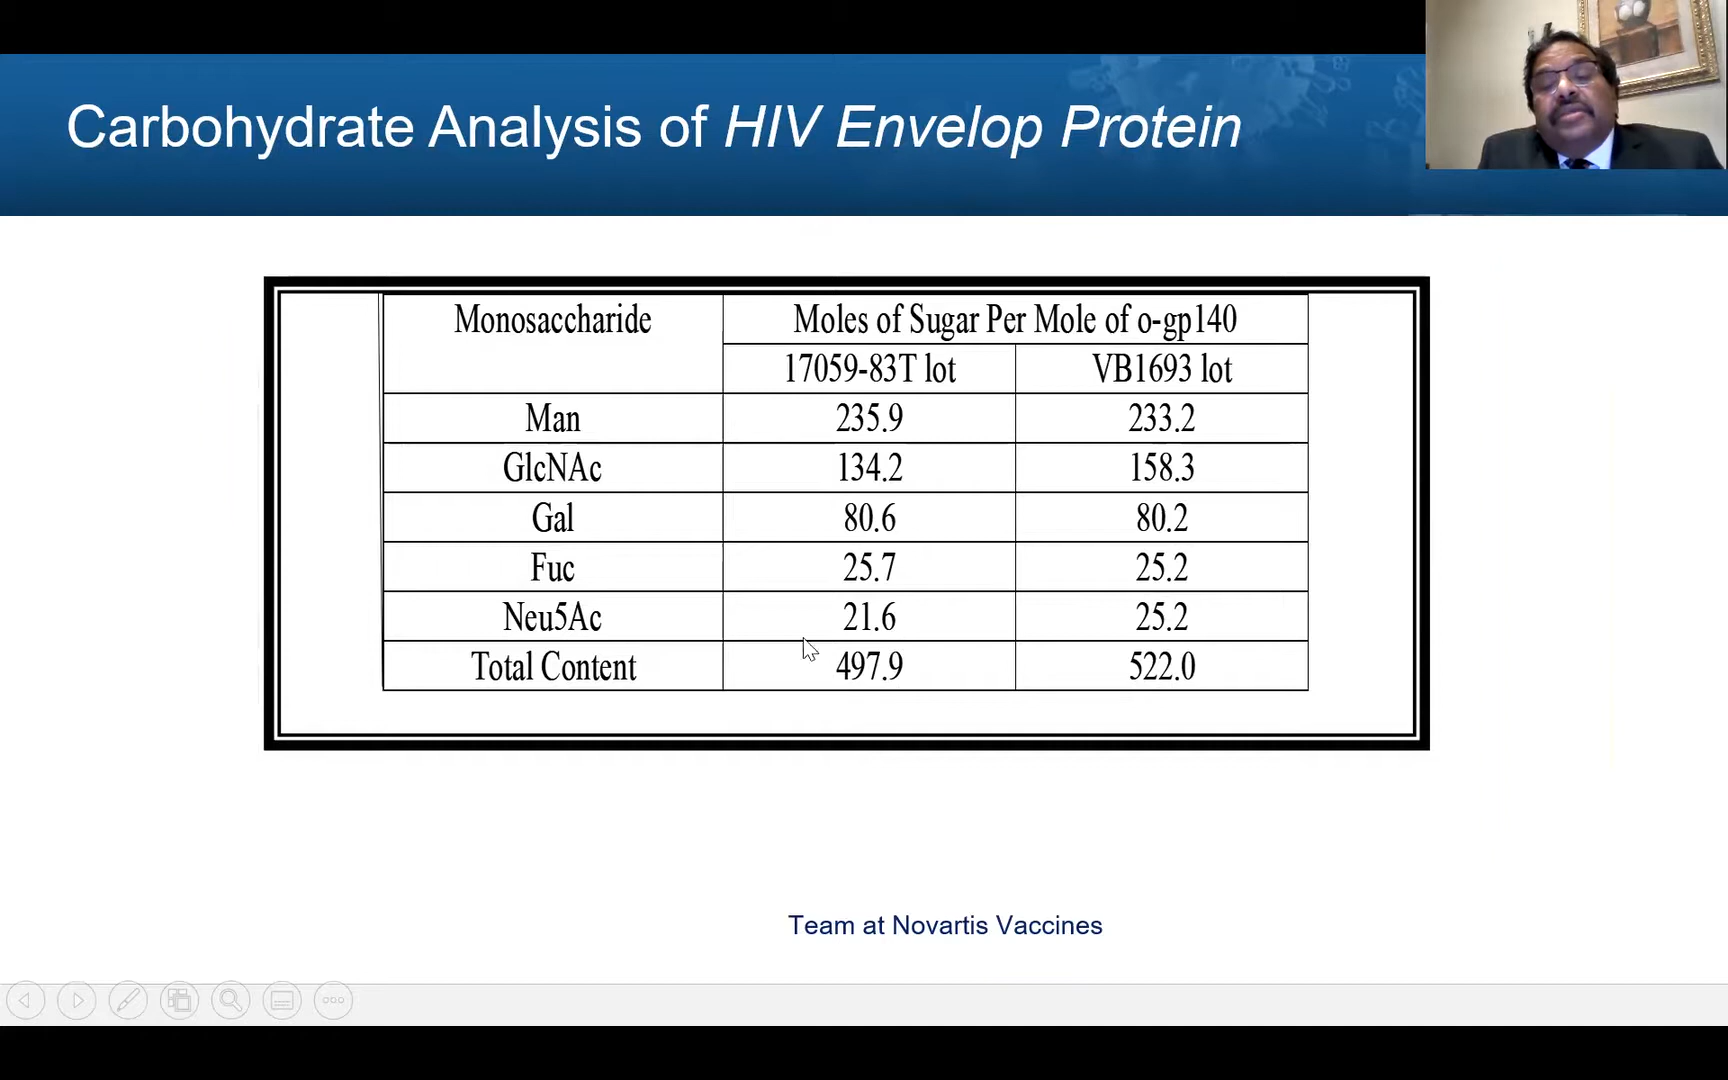 Carbohydrate Analysis of HIV Envelop Protein
Monosaccharide
Moles of Sugar Per Mole of o-gp140
17059-83T lot VB1693 lot
Man 235.9 233.2
GlcNAc 134.2 158.3
Gal 80.6 80.2
Fuc 25.7 25.2
Neu5Ac 21.6 25.2
Total Content 497.9 522.0
Team at Novartis Vaccines